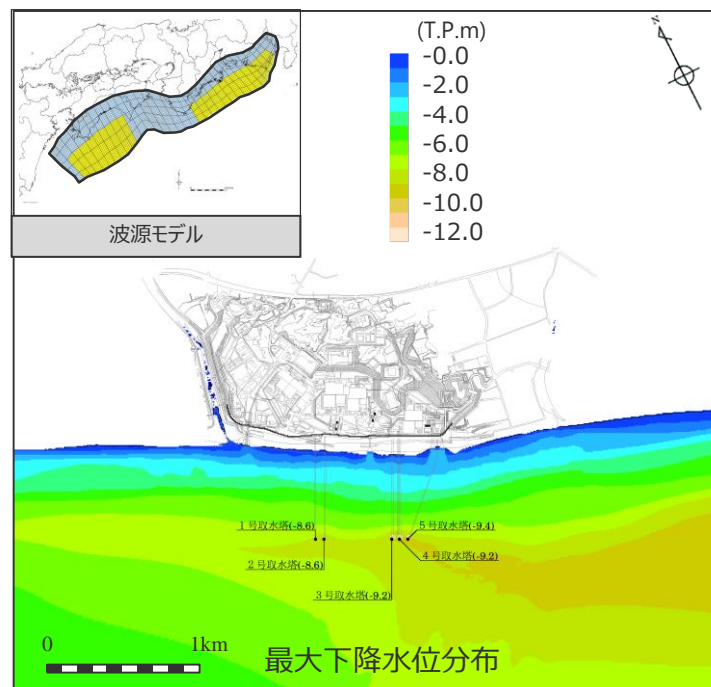 (T.P.m)
-0.0
-2.0
-4.0
-6.0
-8.0
-10.0
-12.0
N
波源モデル
1号取水塔(-8.6)
5号取水塔(-9.4)
2号取水塔(-8.6)
4号取水塔(-9.2)
3号取水塔(-9.2)
0 1km
最大下降水位分布